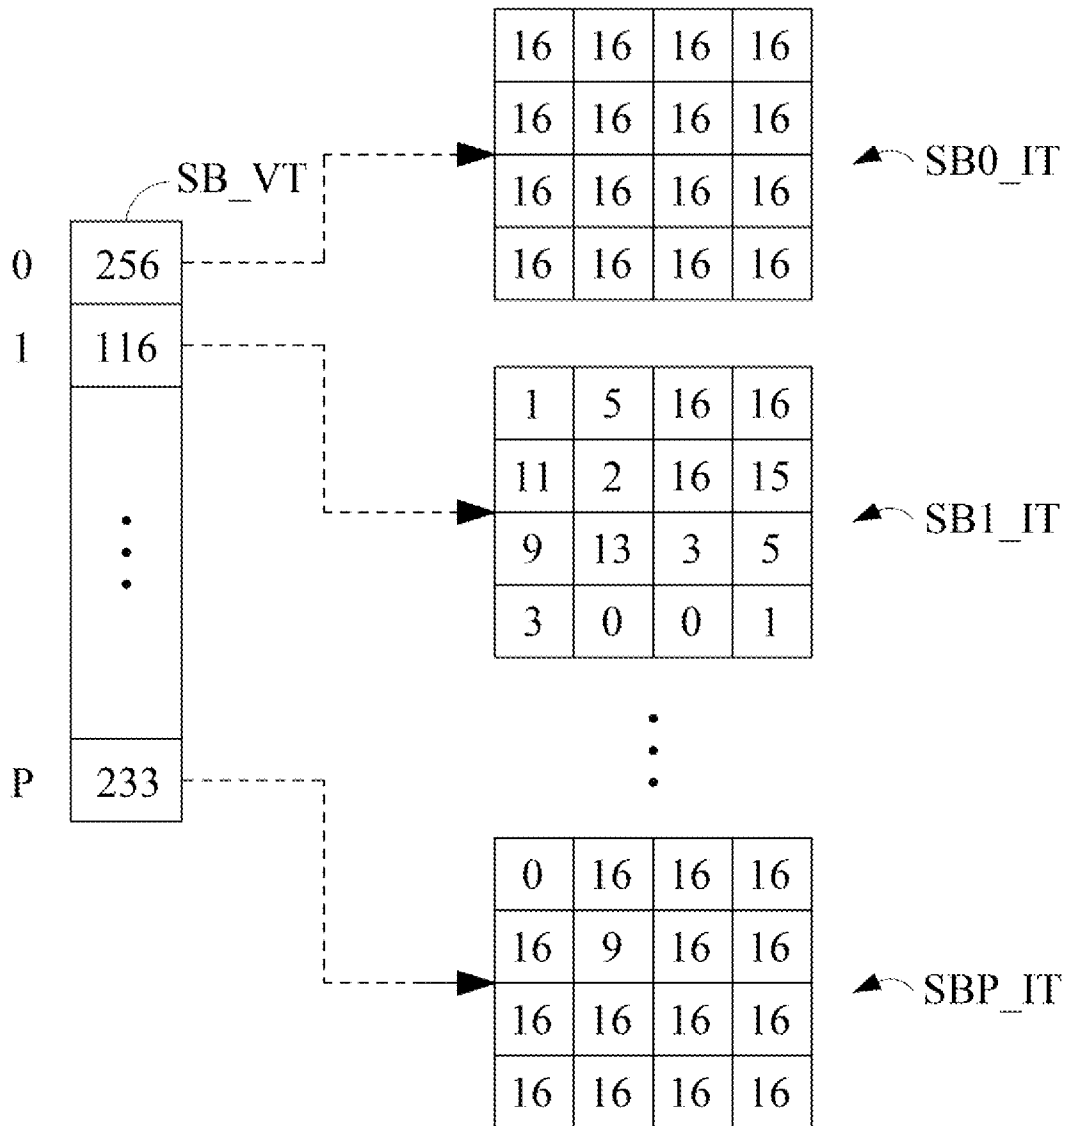 16 16 16 16
16 16 16 16
SB0_IT
SB_VT
16 16 16 16
0 256
16 16 16 16
1 116
1 5 16 16
11 2 16 15
SB1_IT
9 13 3 5
3 0 0 1
P 233
0 16 16 16
16 9 16 16
SBP_IT
16 16 16 16
16 16 16 16